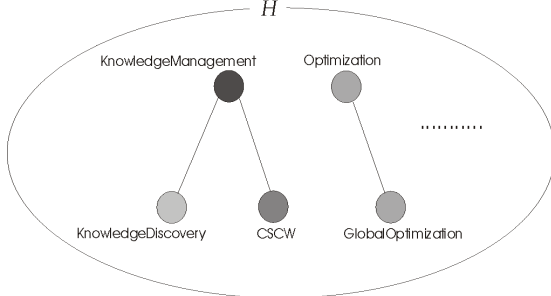 H
KnowledgeManagement
Optimization
...........
KnowledgeDiscovery
CSCW
GlobalOptimization